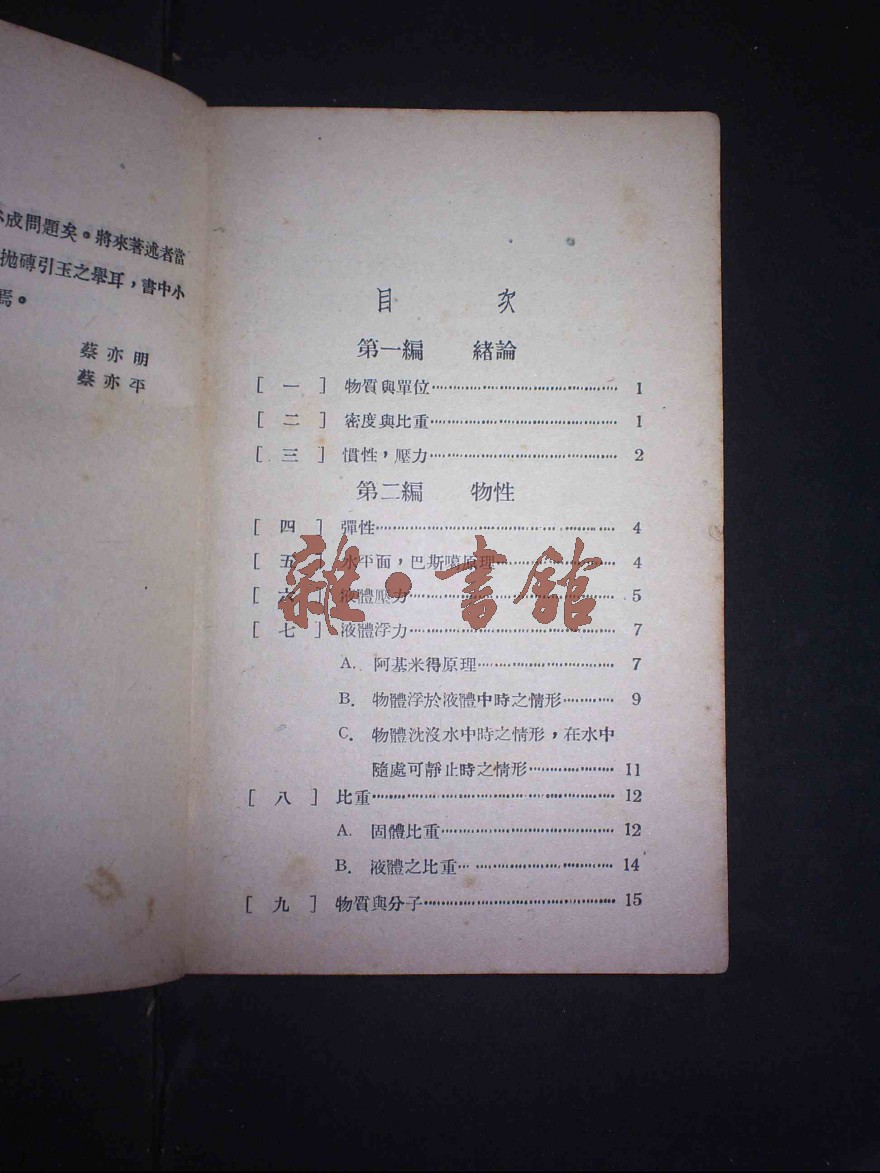 成問題矣。將來著述者當
拋磚引玉之舉耳，書中小
焉。
蔡亦明
蔡亦平
目 次
第一編 緒論
［ 一 ］ 物質與單位…………………………… 1
［ 二 ］ 密度與比重…………………………… 1
［ 三 ］ 慣性，壓力…………………………… 2
第二編 物性
［ 四 ］ 彈性…………………………………… 4
［ 五 ］ 水平面，巴斯噶原理………………… 4
［ 六 ］ 液體壓力……………………………… 5
［ 七 ］ 液體浮力……………………………… 7
A. 阿基米得原理…………………… 7
B. 物體浮於液體中時之情形……… 9
C. 物體沈沒水中時之情形，在水中
隨處可靜止時之情形…………… 11
［ 八 ］ 比重…………………………………… 12
A. 固體比重………………………… 12
B. 液體之比重……………………… 14
［ 九 ］ 物質與分子…………………………… 15
雜·書館